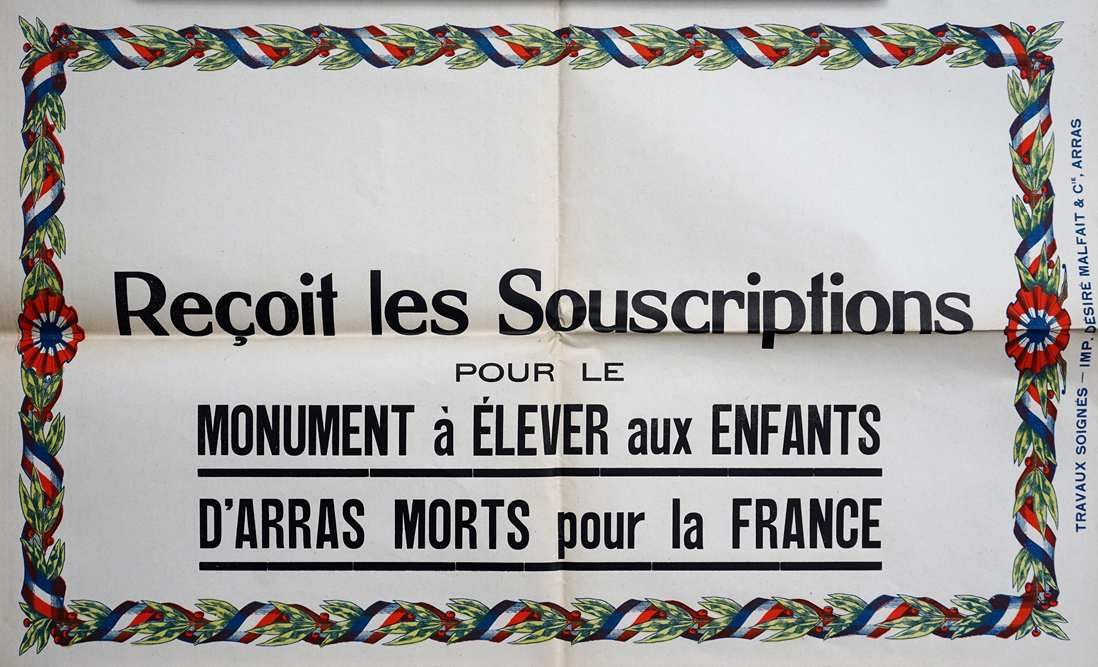 Reçoit les Souscriptions
POUR LE
MONUMENT à ÉLEVER aux ENFANTS
D'ARRAS MORTS pour la FRANCE
TRAVAUX SOIGNÉS — IMP. DÉSIRÉ MALFAIT & Cie, ARRAS